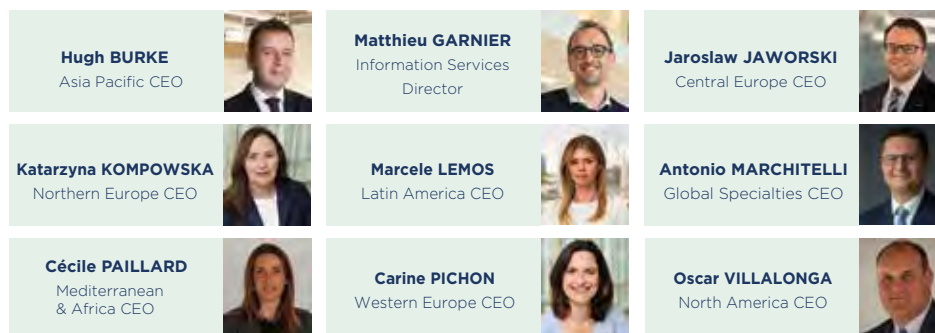 Hugh BURKE
Asia Pacific CEO
Matthieu GARNIER
Information Services
Director
Jaroslaw JAWORSKI
Central Europe CEO
Katarzyna KOMPOWSKA
Northern Europe CEO
Marcele LEMOS
Latin America CEO
Antonio MARCHITELLI
Global Specialties CEO
Cécile PAILLARD
Mediterranean
& Africa CEO
Carine PICHON
Western Europe CEO
Oscar VILLALONGA
North America CEO